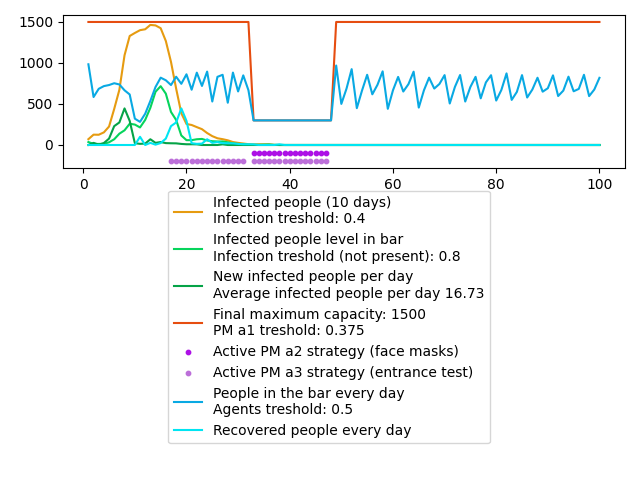 1500
1000
500
0
0 20 40 60 80 100
Infected people (10 days)
Infection treshold: 0.4
Infected people level in bar
Infection treshold (not present): 0.8
New infected people per day
Average infected people per day 16.73
Final maximum capacity: 1500
PM a1 treshold: 0.375
Active PM a2 strategy (face masks)
Active PM a3 strategy (entrance test)
People in the bar every day
Agents treshold: 0.5
Recovered people every day